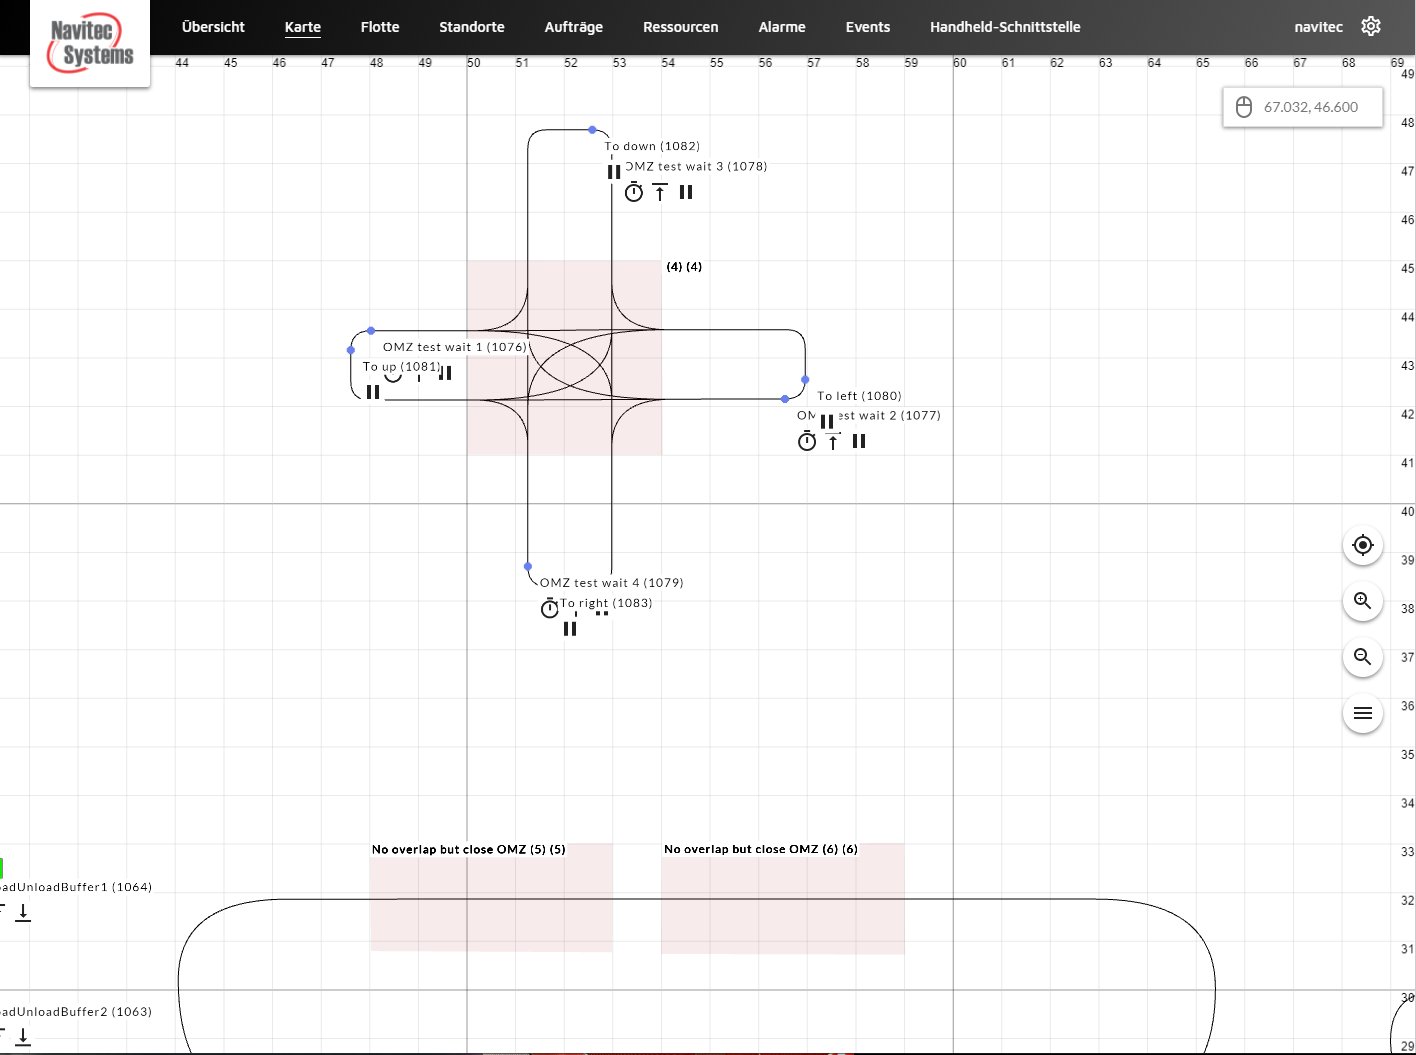 Navitec
Systems
Übersicht
Karte
Flotte
Standorte
Aufträge
Ressourcen
Alarme
Events
Handheld-Schnittstelle
navitec
44 45 46 47 48 49 50 51 52 53 54 55 56 57 58 59 60 61 62 63 64 65 66 67 68 69
49
67.032, 46.600
48
To down (1082)
OMZ test wait 3 (1078)
47
46
(4) (4)
45
44
OMZ test wait 1 (1076)
To up (1081)
43
To left (1080)
test wait 2 (1077)
42
41
40
39
OMZ test wait 4 (1079)
To right (1083)
38
37
36
35
34
33
No overlap but close OMZ (5) (5)
No overlap but close OMZ (6) (6)
oadUnloadBuffer1 (1064)
32
31
30
oadUnloadBuffer2 (1063)
29